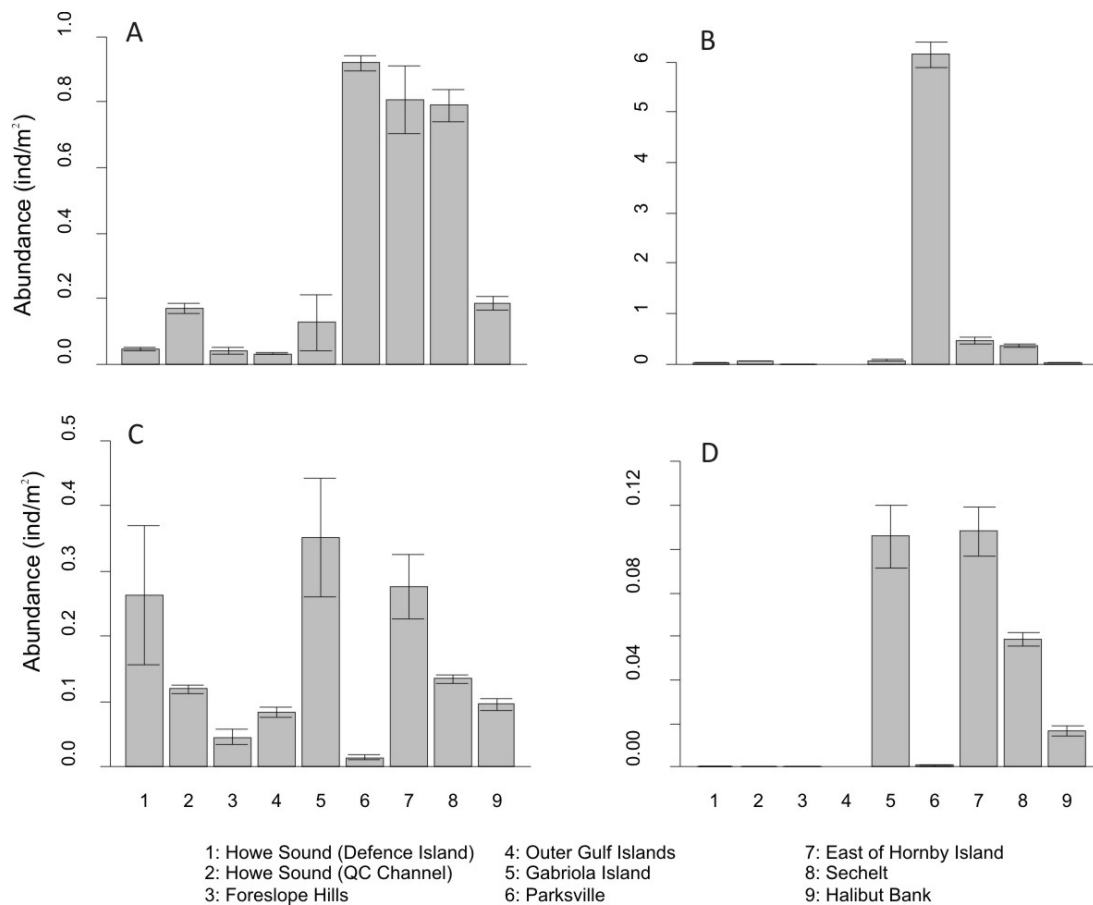 A
B
Abundance (ind/m²)
1.0
0.8
0.6
0.4
0.2
0.0
6
5
4
3
2
1
0
C
D
Abundance (ind/m²)
0.5
0.4
0.3
0.2
0.1
0.0
0.12
0.08
0.04
0.00
1 2 3 4 5 6 7 8 9
1 2 3 4 5 6 7 8 9
1: Howe Sound (Defence Island) 4: Outer Gulf Islands 7: East of Hornby Island
2: Howe Sound (QC Channel) 5: Gabriola Island 8: Sechelt
3: Foreslope Hills 6: Parksville 9: Halibut Bank